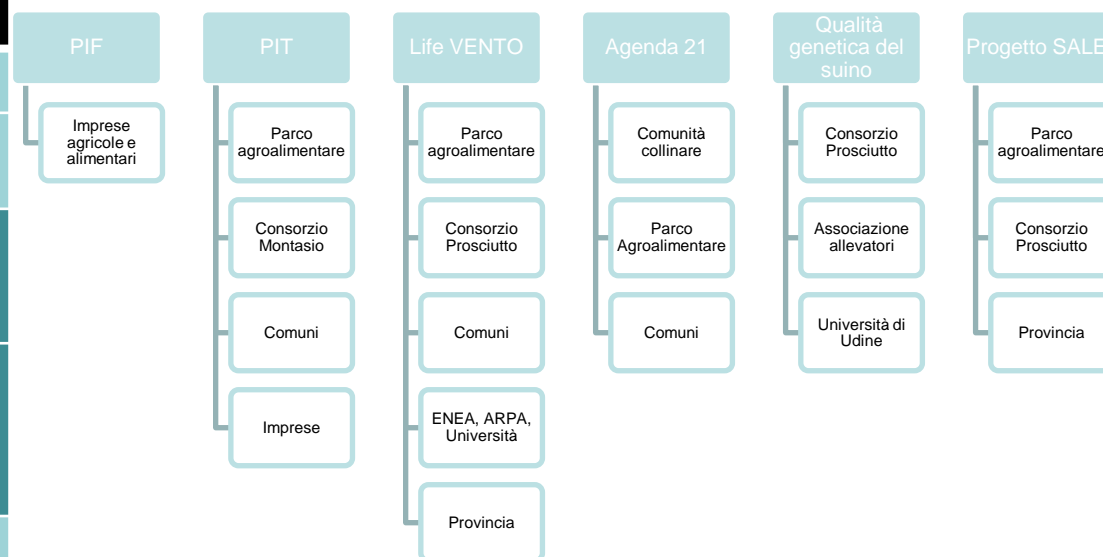 PIF
Imprese
agricole e
alimentari
PIT
Parco
agroalimentare
Consorzio
Montasio
Comuni
Imprese
Life VENTO
Parco
agroalimentare
Consorzio
Prosciutto
Comuni
ENEA, ARPA,
Università
Provincia
Agenda 21
Comunità
collinare
Parco
Agroalimentare
Comuni
Qualità
genetica del
suino
Consorzio
Prosciutto
Associazione
allevatori
Università di
Udine
Progetto SALE
Parco
agroalimentare
Consorzio
Prosciutto
Provincia